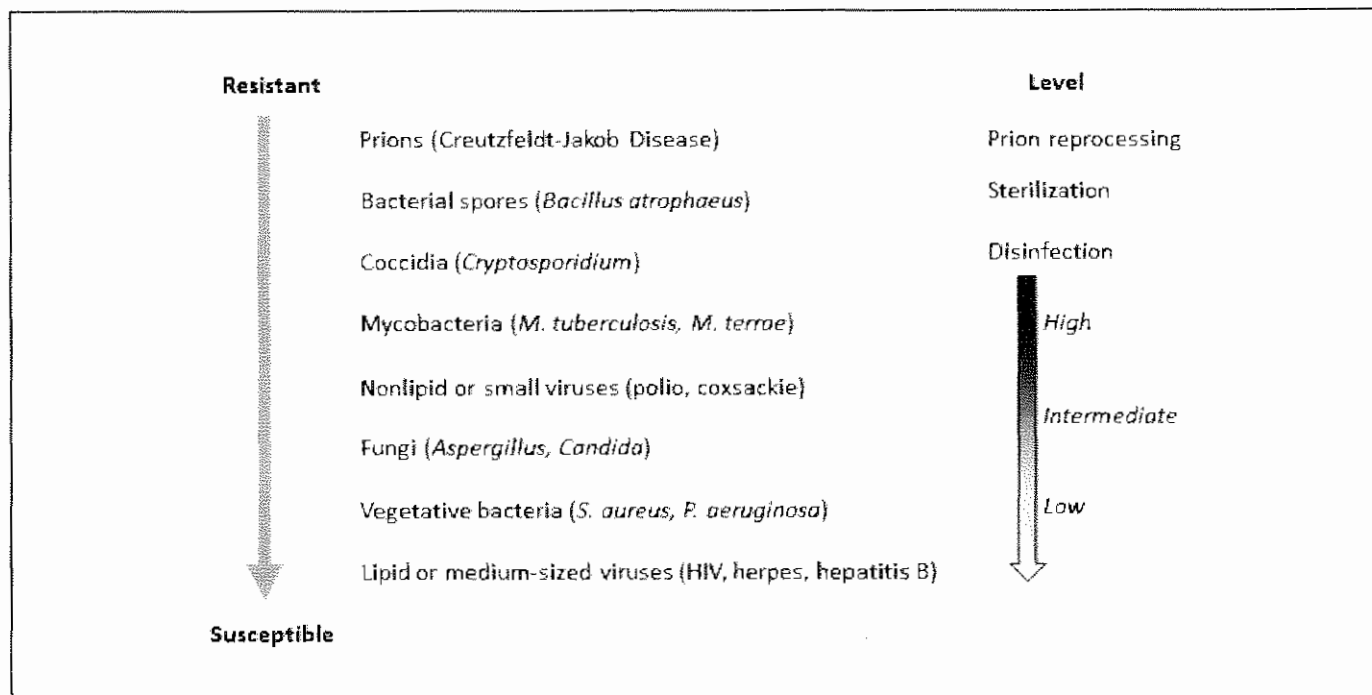 Resistant
Level
Prions (Creutzfeldt-Jakob Disease)
Prion reprocessing
Bacterial spores (Bacillus atrophaeus)
Sterilization
Coccidia (Cryptosporidium)
Disinfection
Mycobacteria (M. tuberculosis, M. terrae)
High
Nonlipid or small viruses (polio, coxsackie)
Intermediate
Fungi (Aspergillus, Candida)
Vegetative bacteria (S. aureus, P. aeruginosa)
Low
Lipid or medium-sized viruses (HIV, herpes, hepatitis B)
Susceptible